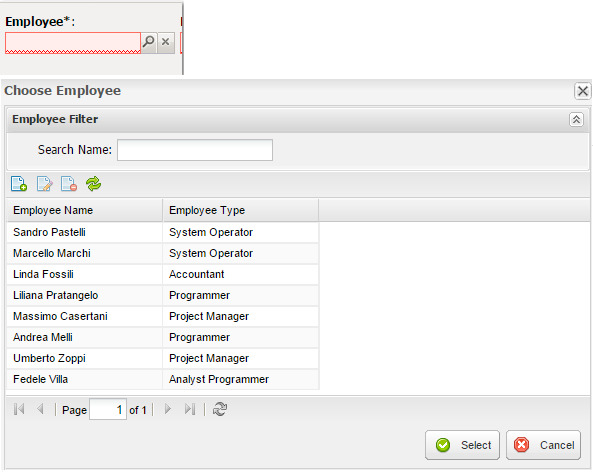 Employee*:
Choose Employee
Employee Filter
Search Name:
Employee Name Employee Type
Sandro Pastelli System Operator
Marcello Marchi System Operator
Linda Fossili Accountant
Liliana Pratangelo Programmer
Massimo Casertani Project Manager
Andrea Melli Programmer
Umberto Zoppi Project Manager
Fedele Villa Analyst Programmer
Page 1 of 1
Select Cancel